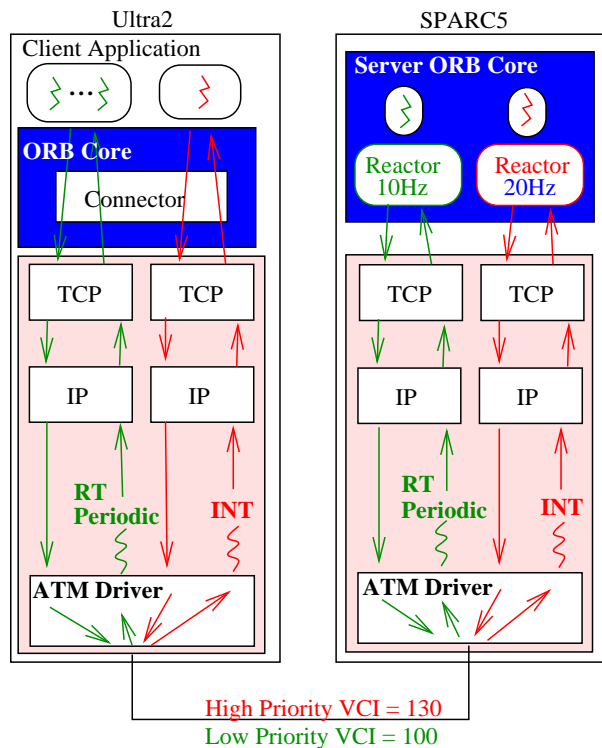 Ultra2
Client Application
...
ORB Core
Connector
TCP
TCP
IP
IP
RT
Periodic
INT
ATM Driver
SPARC5
Server ORB Core
Reactor
10Hz
Reactor
20Hz
TCP
TCP
IP
IP
RT
Periodic
INT
ATM Driver
High Priority VCI = 130
Low Priority VCI = 100